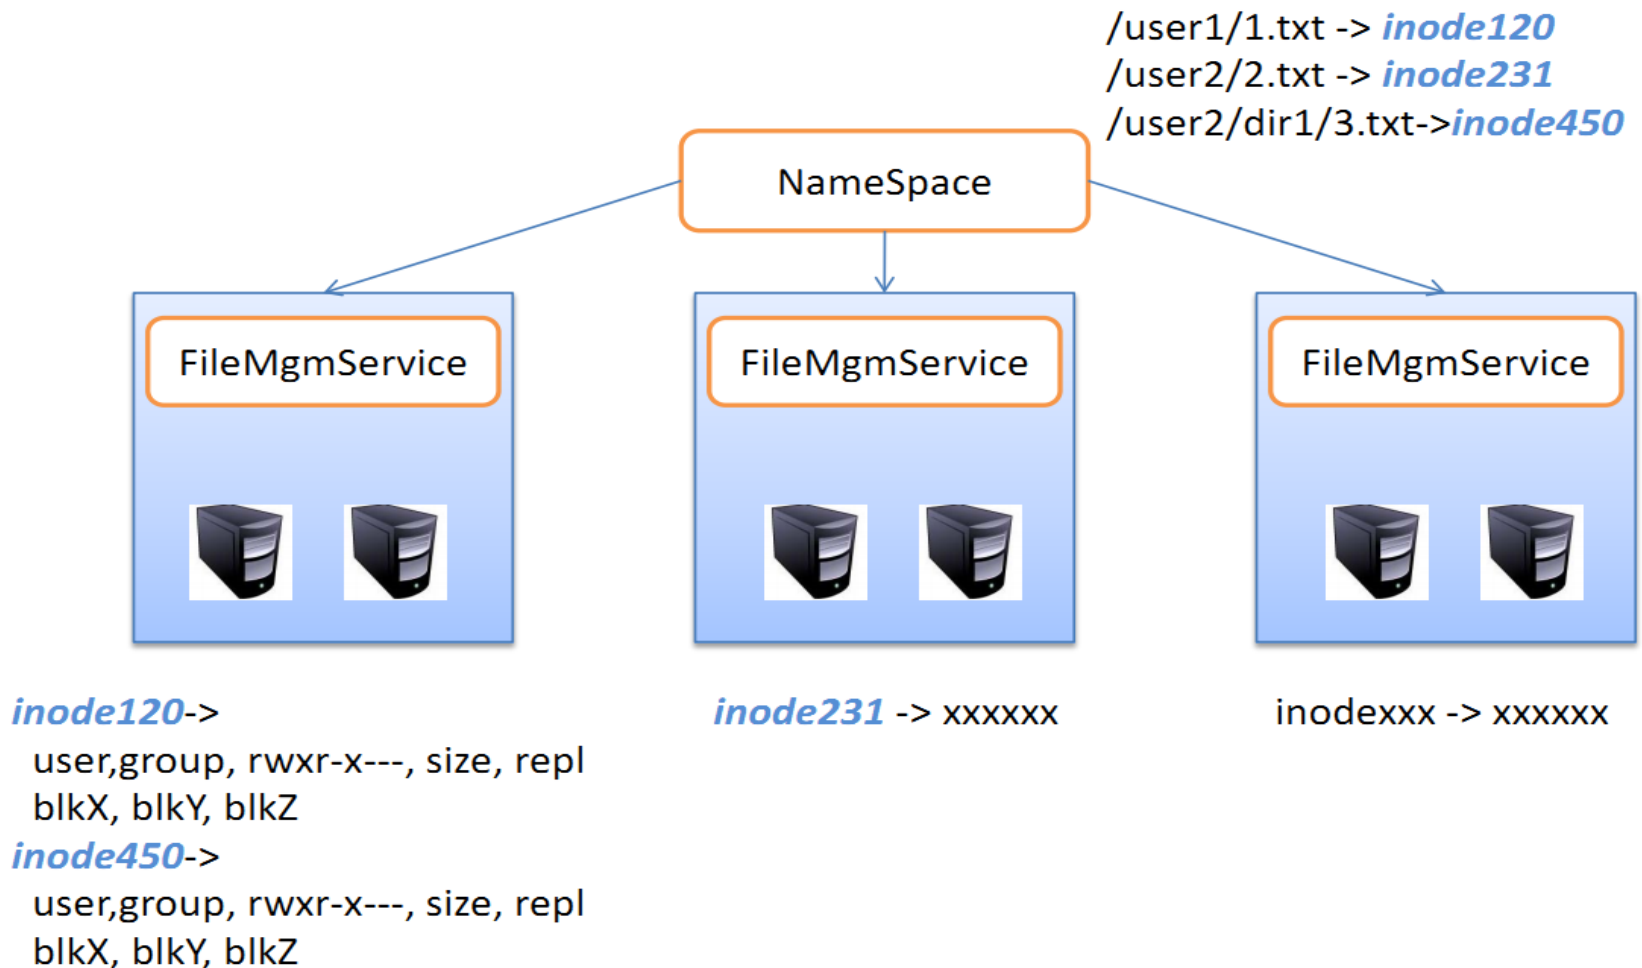 /user1/1.txt -> inode120
/user2/2.txt -> inode231
/user2/dir1/3.txt->inode450
NameSpace
FileMgmService
FileMgmService
FileMgmService
inode120->
user,group, rwxr-x---, size, repl
blkX, blkY, blkZ
inode450->
user,group, rwxr-x---, size, repl
blkX, blkY, blkZ
inode231 -> xxxxxx
inodexxx -> xxxxxx